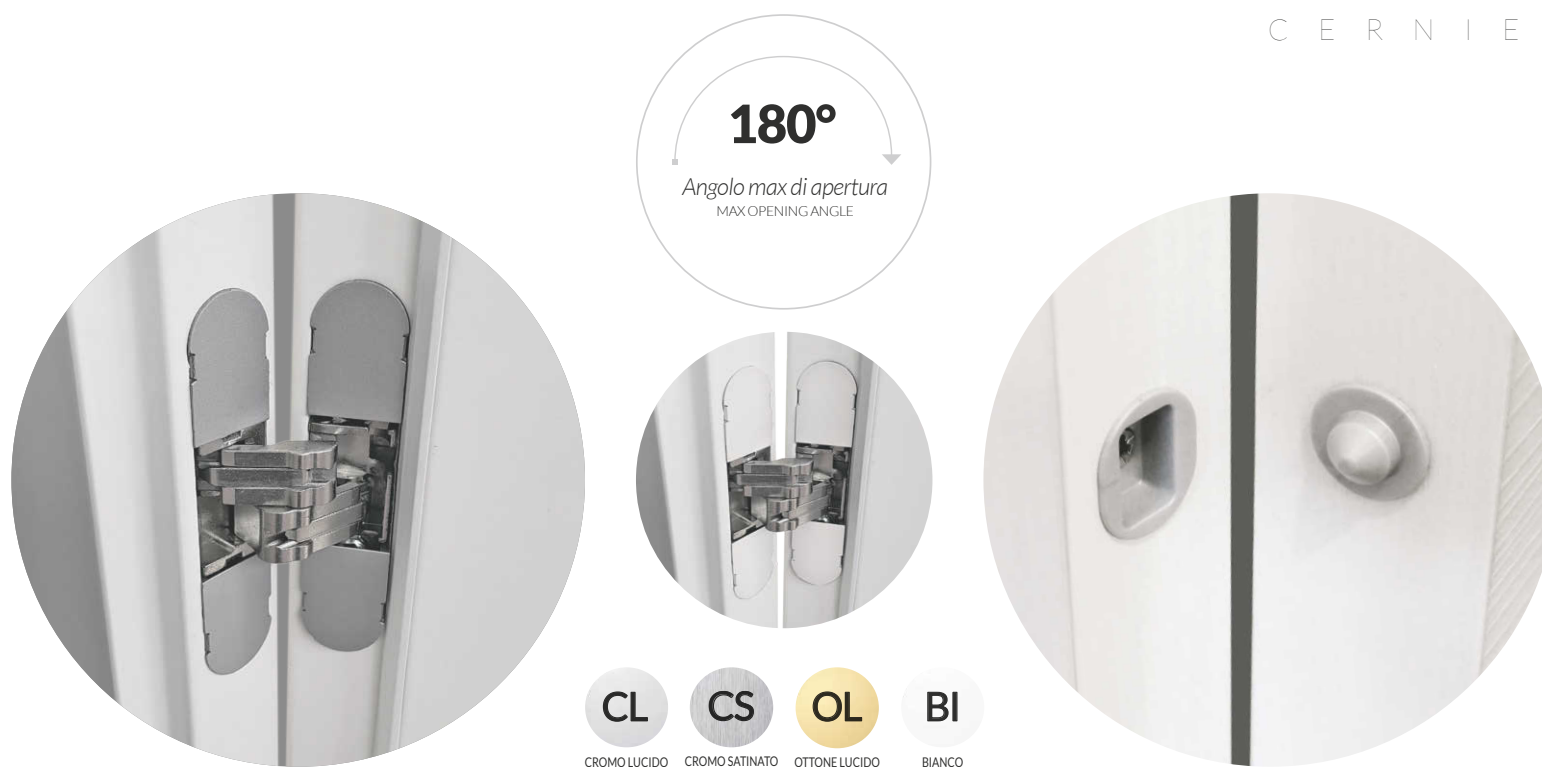 CERNIE
180°
Angolo max di apertura
MAX OPENING ANGLE
CL
CS
OL
BI
CROMO LUCIDO
CROMO SATINATO
OTTONE LUCIDO
BIANCO